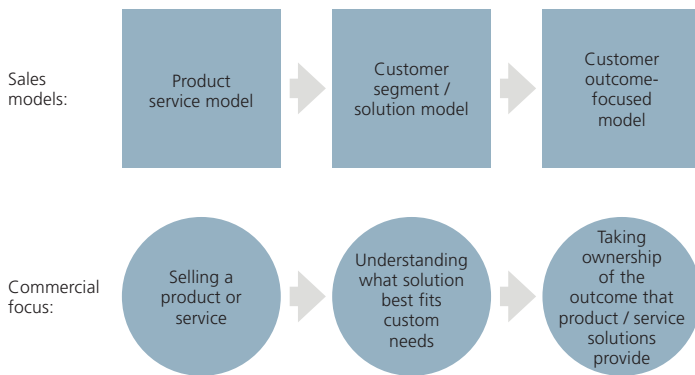 Sales
models:
Product
service model
Customer
segment /
solution model
Customer
outcome-
focused
model
Commercial
focus:
Selling a
product or
service
Understanding
what solution
best fits
custom
needs
Taking
ownership
of the
outcome that
product / service
solutions
provide